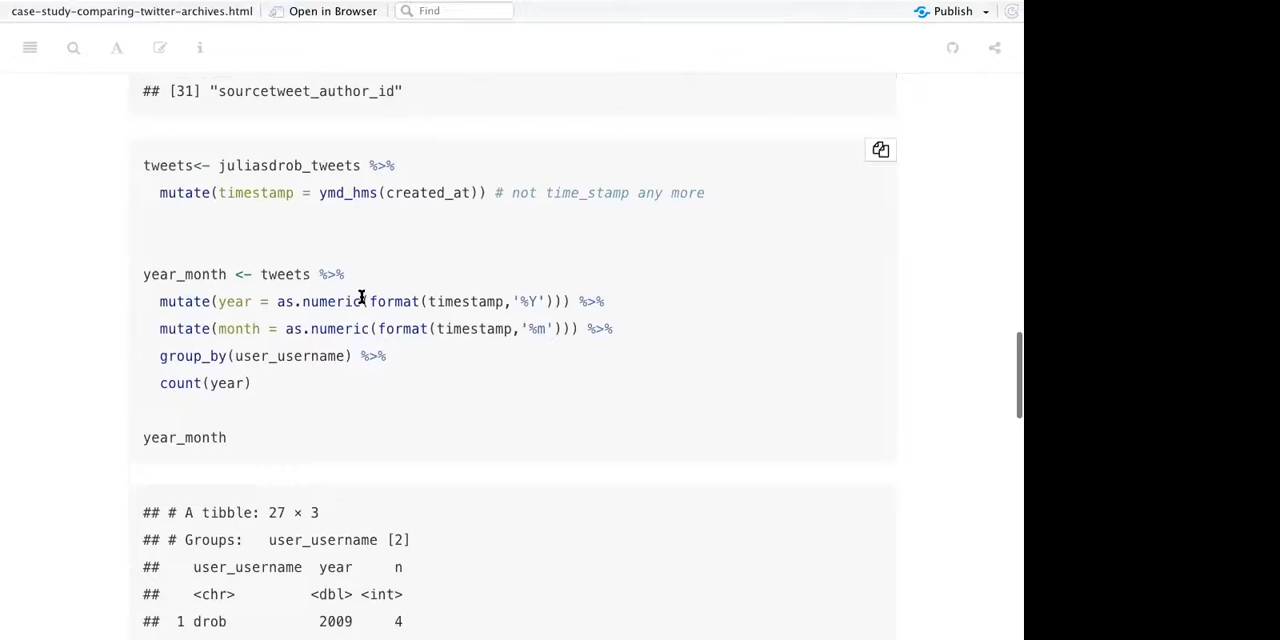 case-study-comparing-twitter-archives.html Open in Browser Find Publish
## [31] "sourcetweet_author_id"
tweets<- juliasdrob_tweets %>%
mutate(timestamp = ymd_hms(created_at)) # not time_stamp any more
year_month <- tweets %>%
mutate(year = as.numeric(format(timestamp,'%Y'))) %>%
mutate(month = as.numeric(format(timestamp,'%m'))) %>%
group_by(user_username) %>%
count(year)
year_month
## # A tibble: 27 × 3
## # Groups: user_username [2]
## user_username year n
## <chr> <dbl> <int>
## 1 drob 2009 4